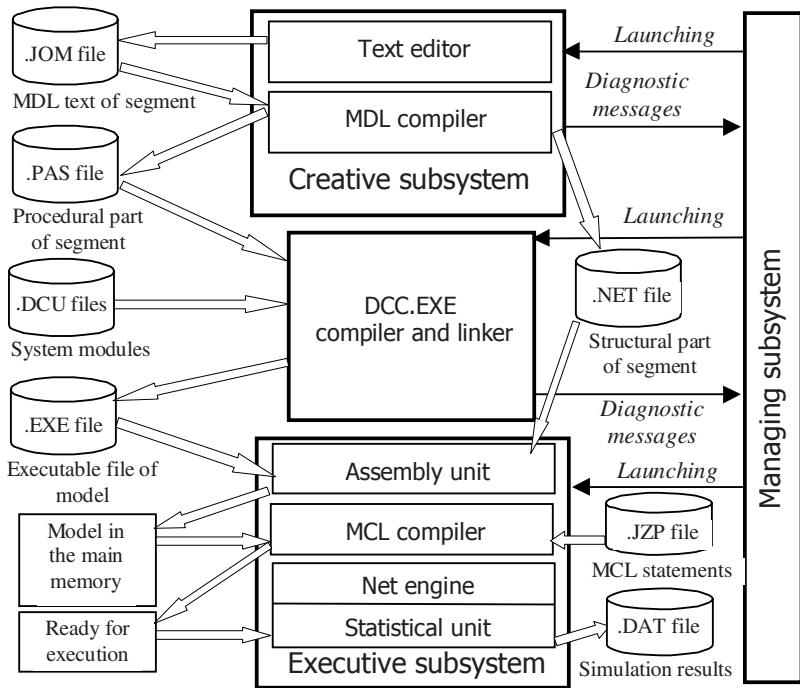 .JOM file
MDL text of segment
Text editor
MDL compiler
Creative subsystem
Launching
Diagnostic
messages
.PAS file
Procedural part
of segment
Launching
.DCU files
System modules
DCC.EXE
compiler and linker
.NET file
Structural part
of segment
Managing subsystem
.EXE file
Executable file of
model
Diagnostic
messages
Assembly unit
Launching
Model in
the main
memory
MCL compiler
.JZP file
MCL statements
Net engine
Ready for
execution
Statistical unit
Executive subsystem
.DAT file
Simulation results